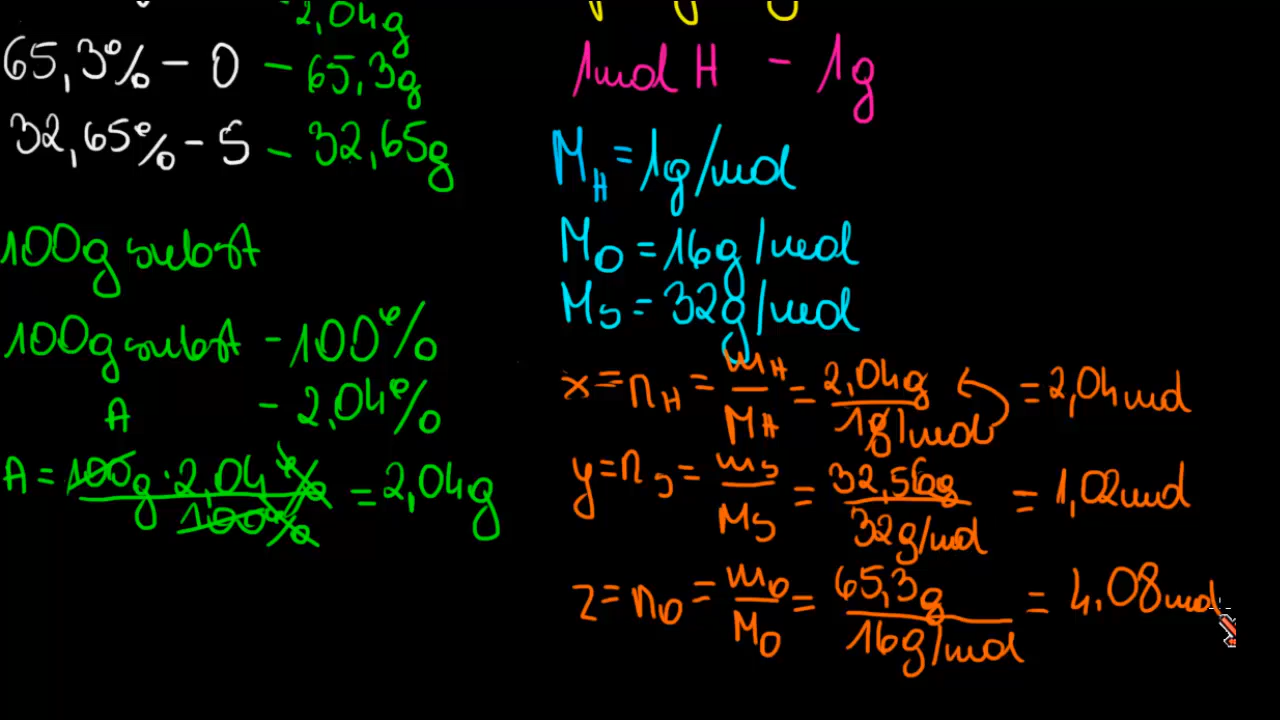 2,04g
65,3% - O - 65,3g
32,65% - S - 32,65g
100g subst
100g subst - 100%
A - 2,04%
A = 100g · 2,04% / 100% = 2,04g
1mol H - 1g
M_H = 1g/mol
M_O = 16g/mol
M_S = 32g/mol
x = n_H = m_H / M_H = 2,04g / 1g/mol = 2,04mol
y = n_S = m_S / M_S = 32,56g / 32g/mol = 1,02mol
z = n_O = m_O / M_O = 65,3g / 16g/mol = 4,08mol